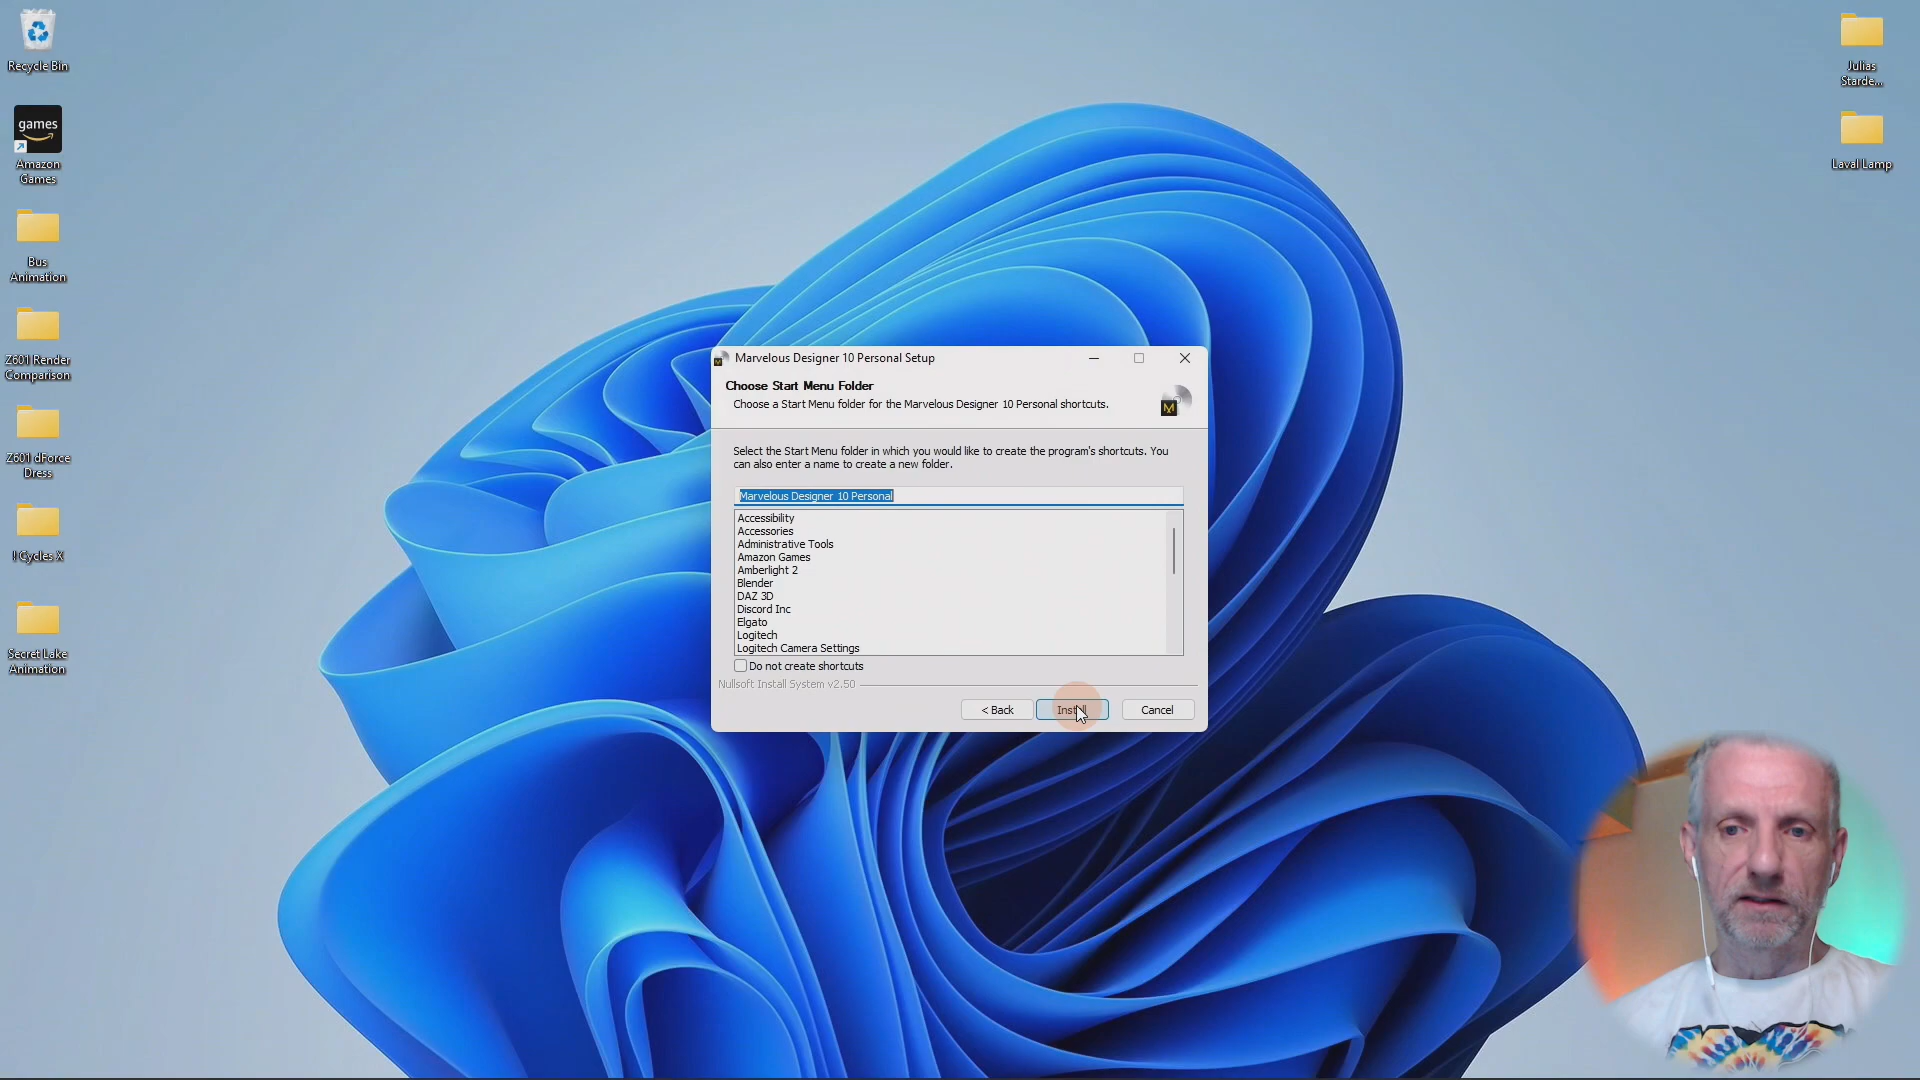 Recycle Bin
games
Amazon
Games
Bus
Animation
Z601 Render
Comparison
Z601 dForce
Dress
! Cycles X
Secret Lake
Animation
Julias
Starde...
Laval Lamp
Marvelous Designer 10 Personal Setup
Choose Start Menu Folder
Choose a Start Menu folder for the Marvelous Designer 10 Personal shortcuts.
M
Select the Start Menu folder in which you would like to create the program's shortcuts. You
can also enter a name to create a new folder.
Marvelous Designer 10 Personal
Accessibility
Accessories
Administrative Tools
Amazon Games
Amberlight 2
Blender
DAZ 3D
Discord Inc
Elgato
Logitech
Logitech Camera Settings
Do not create shortcuts
Nullsoft Install System v2.50
< Back
Install
Cancel